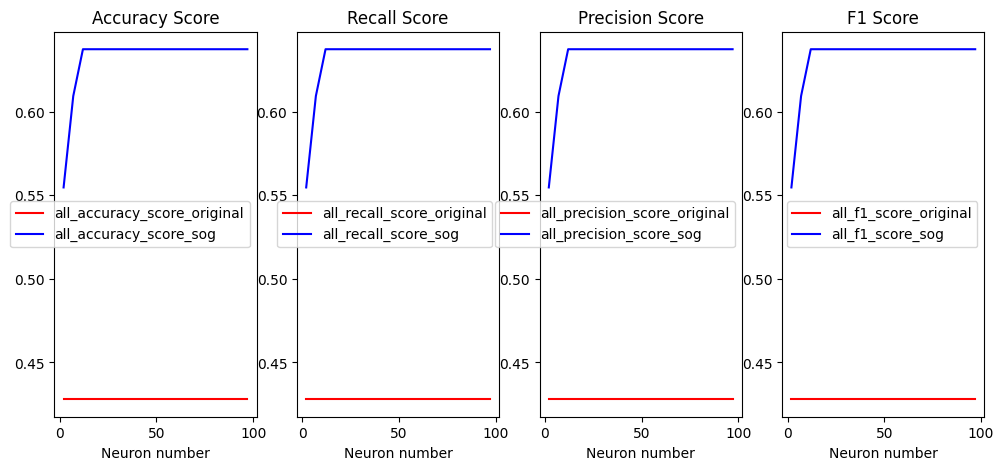 Accuracy Score
Recall Score
Precision Score
F1 Score
0.60
0.55
0.50
0.45
all_accuracy_score_original
all_accuracy_score_sog
0
50
100
Neuron number
0.60
0.55
0.50
0.45
all_recall_score_original
all_recall_score_sog
0
50
100
Neuron number
0.60
0.55
0.50
0.45
all_precision_score_original
all_precision_score_sog
0
50
100
Neuron number
0.60
0.55
0.50
0.45
all_f1_score_original
all_f1_score_sog
0
50
100
Neuron number